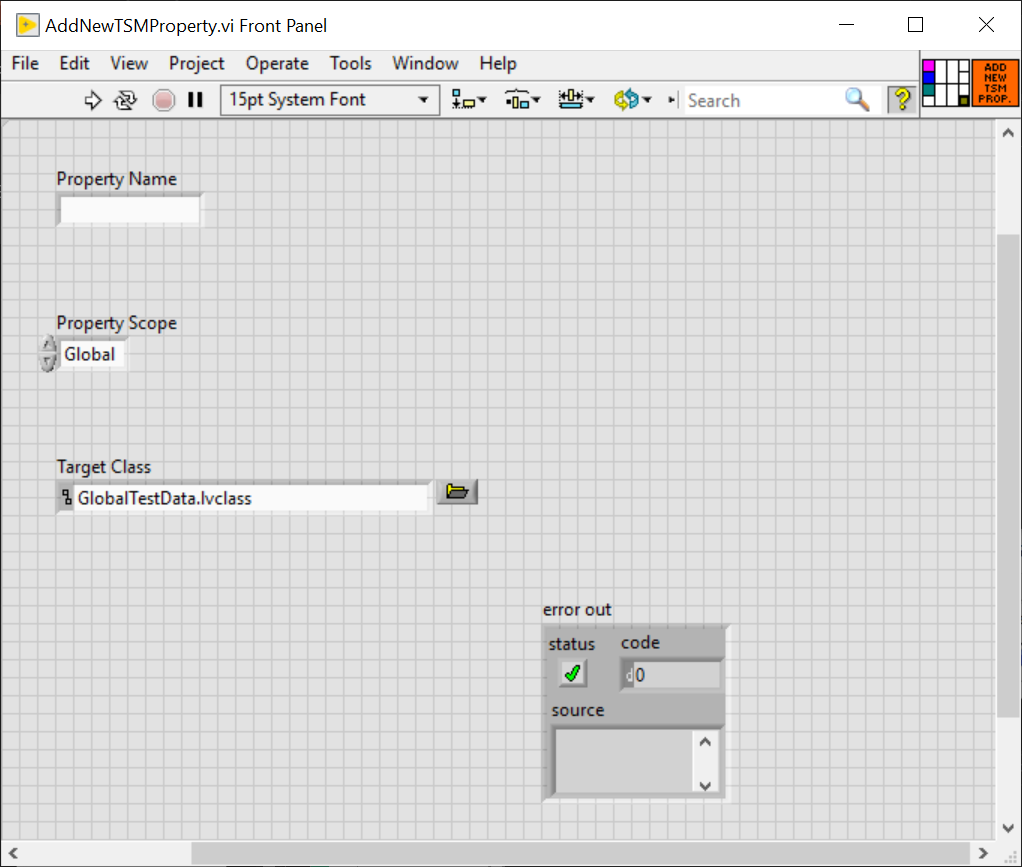 AddNewTSMProperty.vi Front Panel
File Edit View Project Operate Tools Window Help
15pt System Font
Search
?
ADD
NEW
TSM
PROP.
Property Name
Property Scope
Global
Target Class
GlobalTestData.lvclass
error out
status code
d0
source